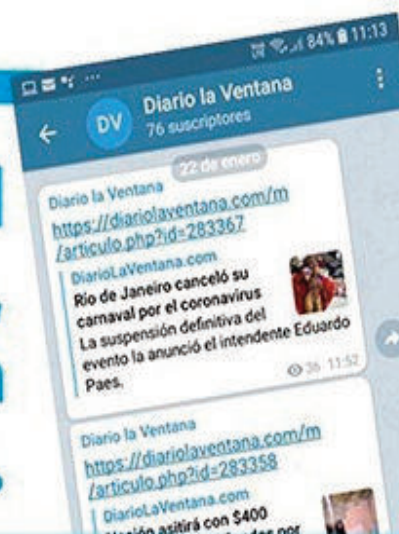 84% 11:13
DV
Diario la Ventana
76 suscriptores
22 de enero
Diario la Ventana
https://diariolaventana.com/m
/articulo.php?id=283367
DiarioLaVentana.com
Rio de Janeiro canceló su
carnaval por el coronavirus
La suspensión definitiva del
evento la anunció el intendente Eduardo
Paes.
36 11:52
Diario la Ventana
https://diariolaventana.com/m
/articulo.php?id=283358
DiarioLaVentana.com
asitirá con $400
por